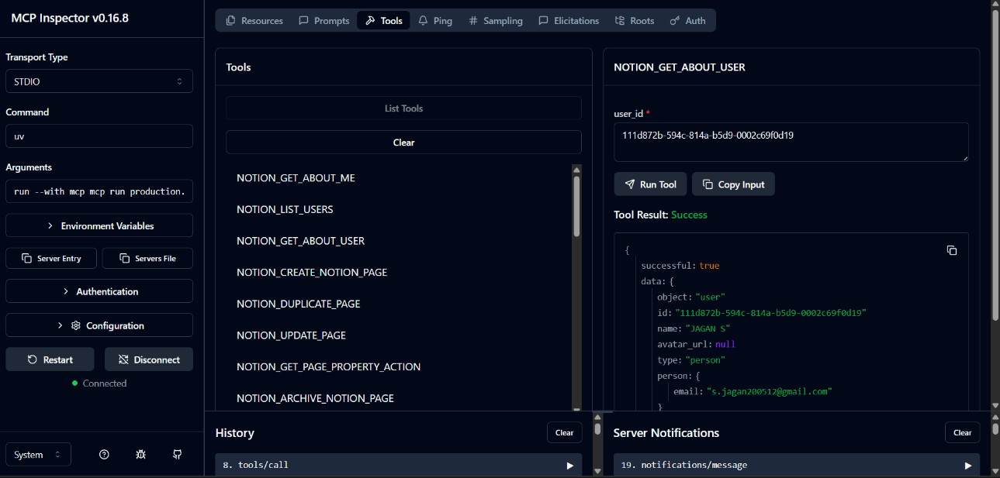 MCP Inspector v0.16.8
Transport Type
STDIO
Command
uv
Arguments
run --with mcp mcp run production.
Environment Variables
Server Entry
Servers File
Authentication
Configuration
Restart
Disconnect
Connected
System
Resources
Prompts
Tools
Ping
Sampling
Elicitations
Roots
Auth
Tools
List Tools
Clear
NOTION_GET_ABOUT_ME
NOTION_LIST_USERS
NOTION_GET_ABOUT_USER
NOTION_CREATE_NOTION_PAGE
NOTION_DUPLICATE_PAGE
NOTION_UPDATE_PAGE
NOTION_GET_PAGE_PROPERTY_ACTION
NOTION_ARCHIVE_NOTION_PAGE
NOTION_GET_ABOUT_USER
user_id *
111d872b-594c-814a-b5d9-0002c69f0d19
Run Tool
Copy Input
Tool Result: Success
{
successful: true
data: {
object: "user"
id: "111d872b-594c-814a-b5d9-0002c69f0d19"
name: "JAGAN S"
avatar_url: null
type: "person"
person: {
email: "s.jagan200512@gmail.com"
}
History
Clear
8. tools/call
Server Notifications
Clear
19. notifications/message